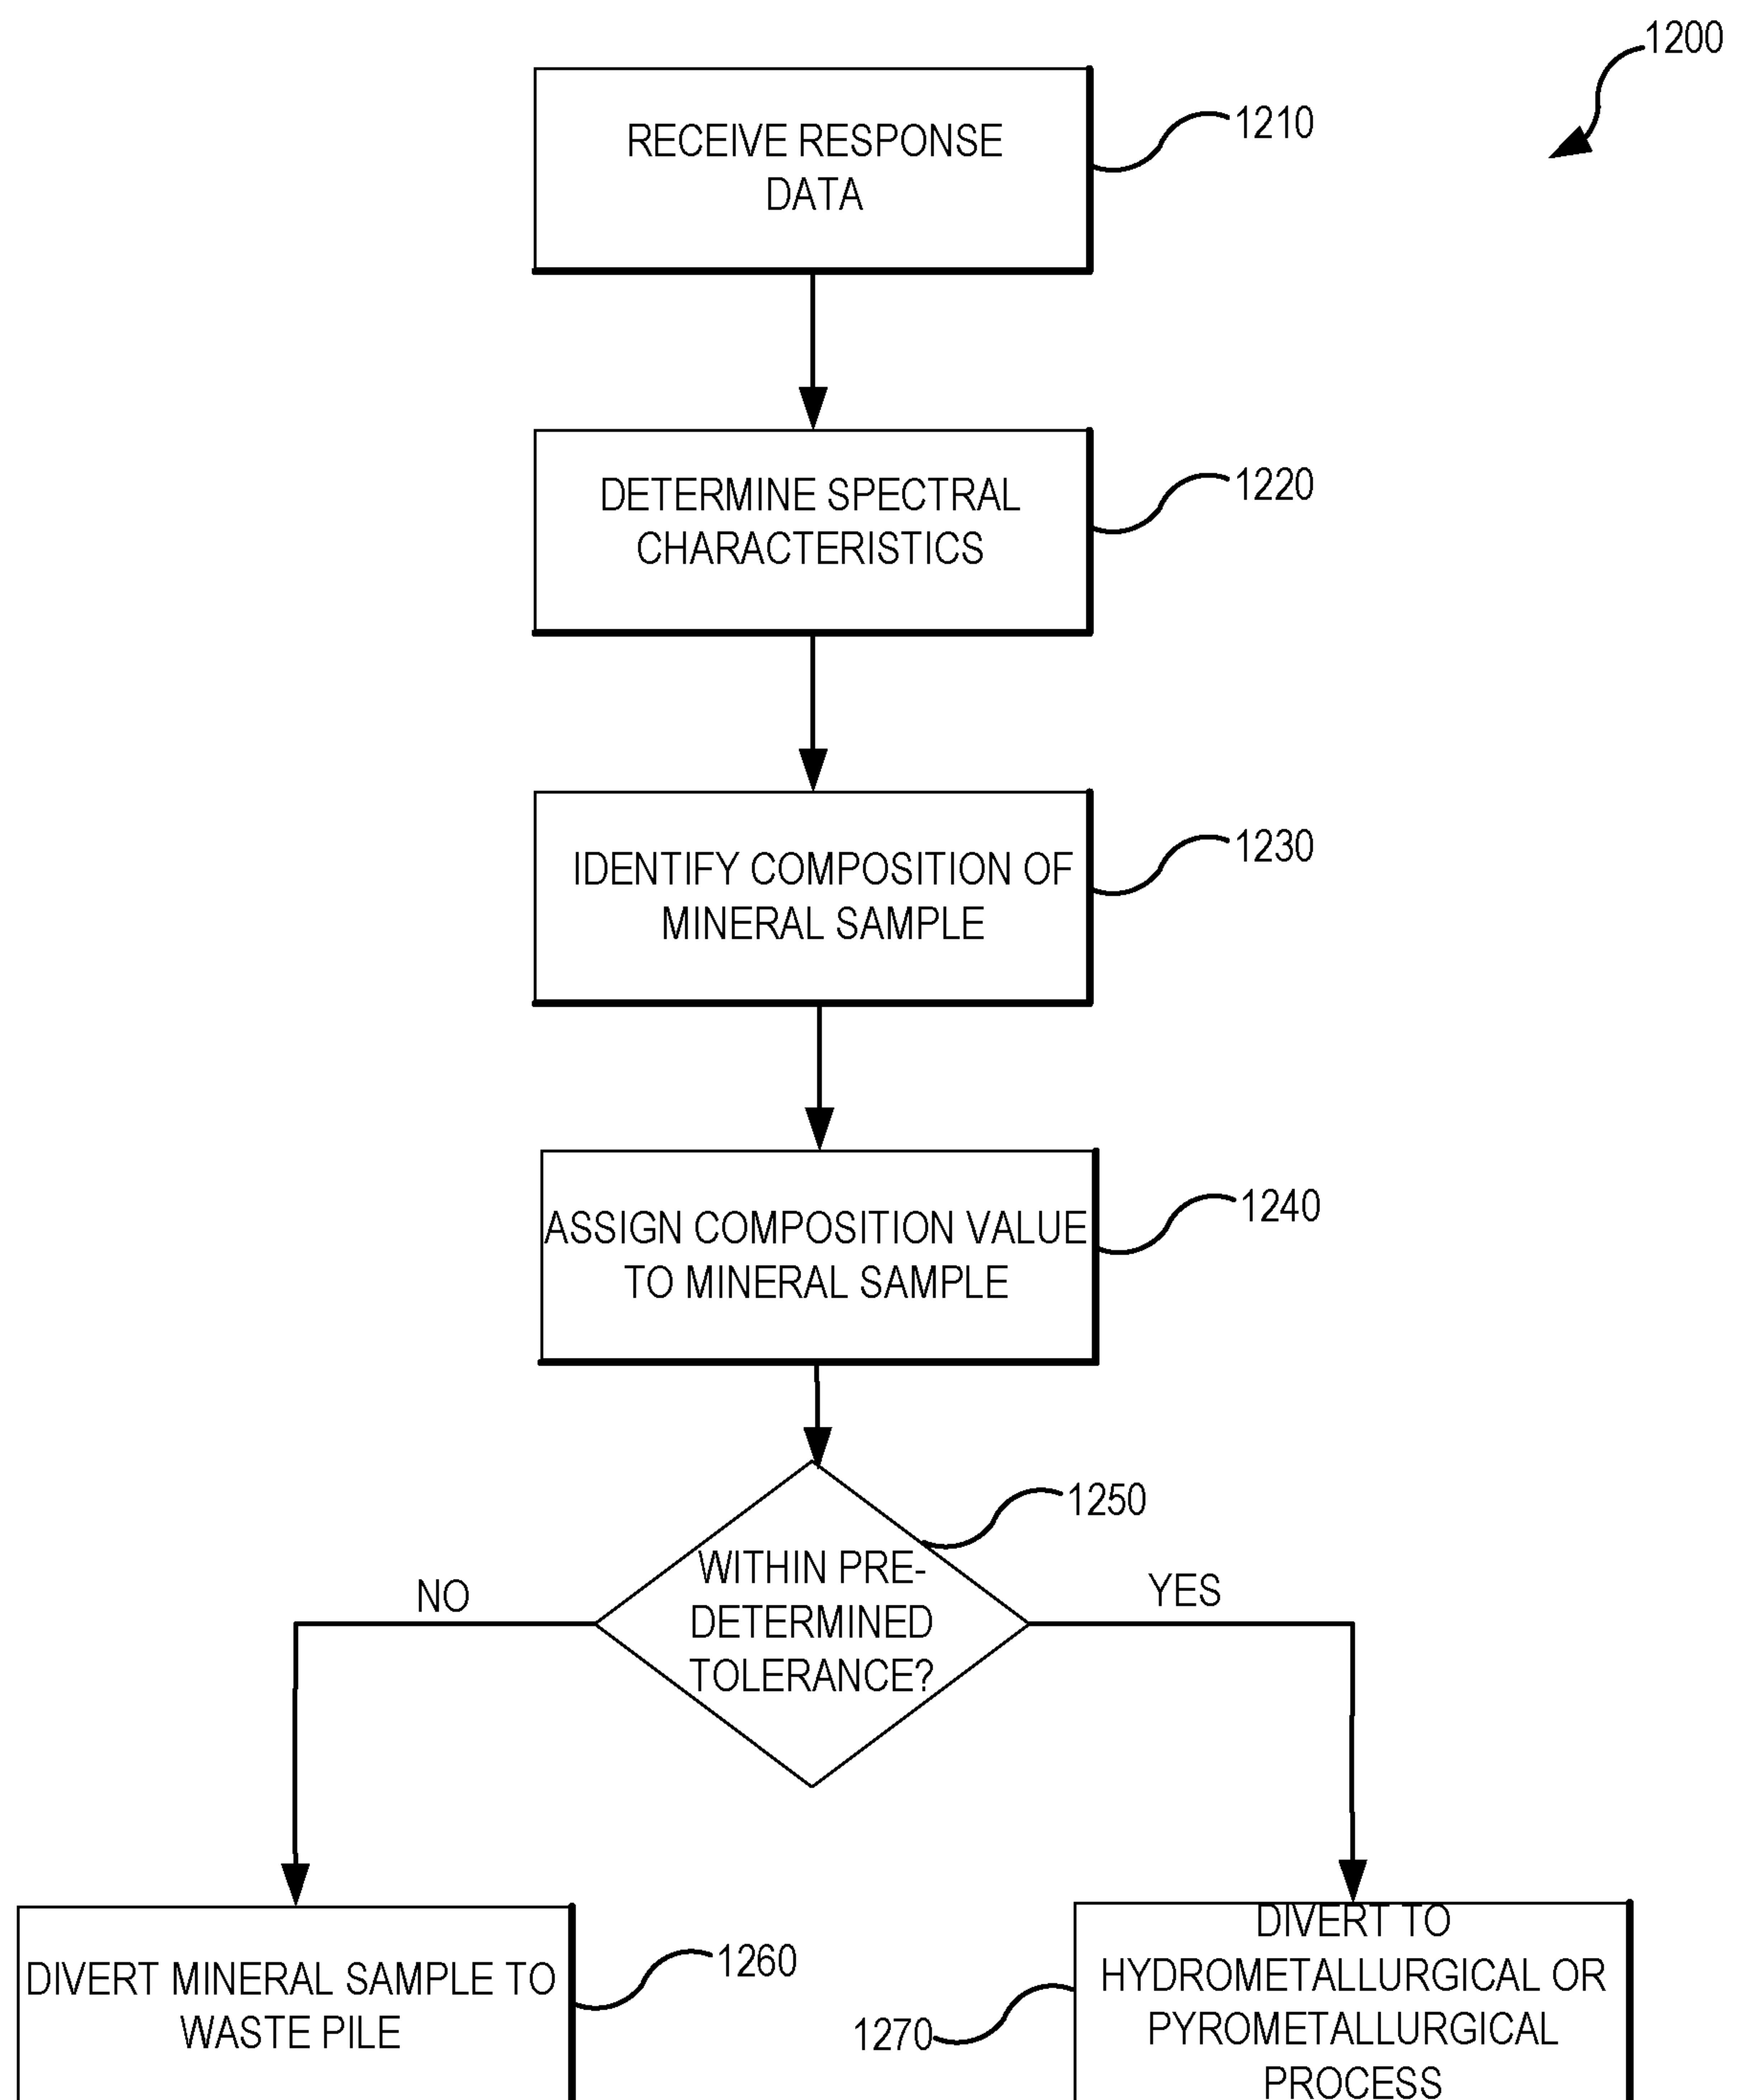 1200
RECEIVE RESPONSE
DATA
1210
DETERMINE SPECTRAL
CHARACTERISTICS
1220
IDENTIFY COMPOSITION OF
MINERAL SAMPLE
1230
ASSIGN COMPOSITION VALUE
TO MINERAL SAMPLE
1240
WITHIN PRE-
DETERMINED
TOLERANCE?
1250
NO
YES
DIVERT MINERAL SAMPLE TO
WASTE PILE
1260
DIVERT TO
HYDROMETALLURGICAL OR
PYROMETALLURGICAL
PROCESS
1270